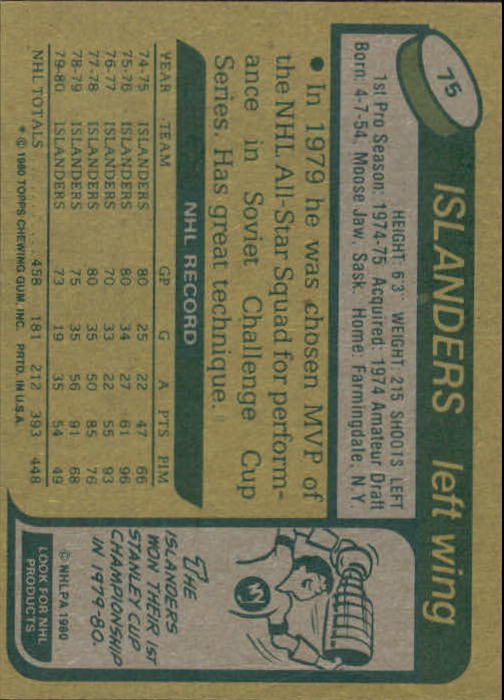 75
ISLANDERS left wing
HEIGHT: 6'3" WEIGHT: 215 SHOOTS: LEFT
1st Pro Season: 1974-75 Acquired: 1974 Amateur Draft
Born: 4-7-54, Moose Jaw, Sask. Home: Farmingdale, N.Y.
• In 1979 he was chosen MVP of
the NHL All-Star Squad for perform-
ance in Soviet Challenge Cup
Series. Has great technique.
NHL RECORD
YEAR TEAM GP G A PTS PIM
74-75 ISLANDERS 80 25 22 47 66
75-76 ISLANDERS 80 34 27 61 96
76-77 ISLANDERS 70 33 22 55 93
77-78 ISLANDERS 80 35 50 85 76
78-79 ISLANDERS 75 35 56 91 68
79-80 ISLANDERS 73 19 35 54 49
NHL TOTALS 458 181 212 393 448
* © 1980 TOPPS CHEWING GUM, INC. PRTD. IN U.S.A.
THE
ISLANDERS
WON THEIR 1ST
STANLEY CUP
CHAMPIONSHIP
IN 1979-80.
© NHLPA 1980
LOOK FOR NHL
PRODUCTS